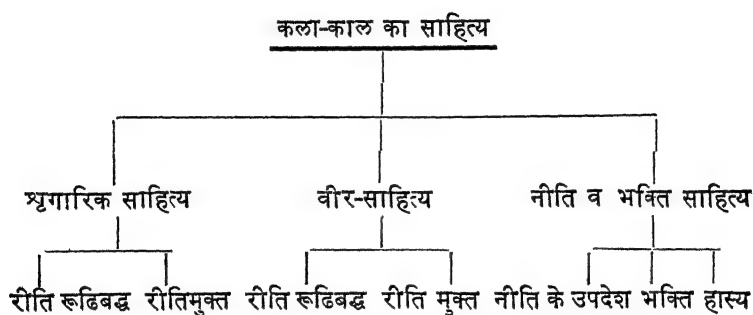 कला-काल का साहित्य
शृगारिक साहित्य वीर-साहित्य नीति व भक्ति साहित्य
रीति रूढिबद्ध रीतिमुक्त रीति रूढिबद्ध रीति मुक्त नीति के उपदेश भक्ति हास्य